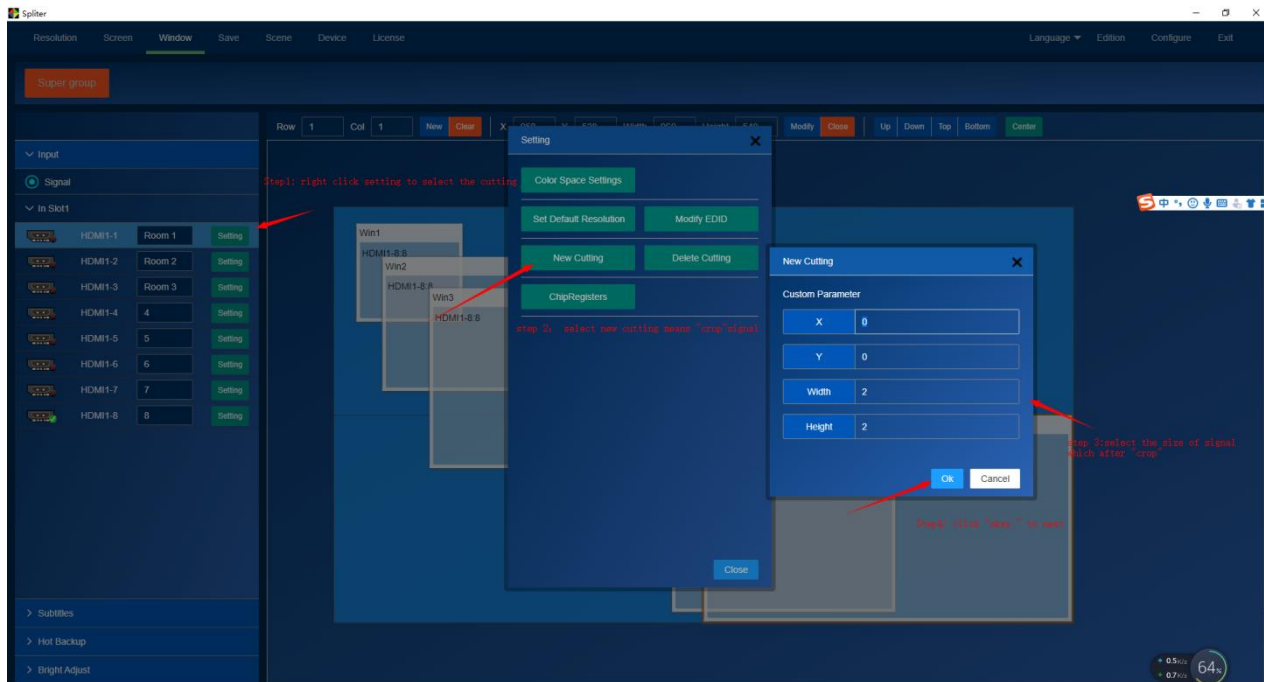 Spliter
Resolution Screen Window Save Scene Device License Language Edition Configure Exit
Super group
Row 1 Col 1 New Clear X Y Modify Close Up Down Top Bottom Center
Input
Signal
In Slot1
HDMI1-1 Room 1 Setting
HDMI1-2 Room 2 Setting
HDMI1-3 Room 3 Setting
HDMI1-4 4 Setting
HDMI1-5 5 Setting
HDMI1-6 6 Setting
HDMI1-7 7 Setting
HDMI1-8 8 Setting
Subtitles
Hot Backup
Bright Adjust
Step1: right click setting to select the cutting
Win1
HDMI1-8:8
Win2
HDMI1-8:8
Win3
HDMI1-8:8
Setting
Color Space Settings
Set Default Resolution Modify EDID
New Cutting Delete Cutting
ChipRegisters
step 2: select new cutting means "crop"signal
Close
New Cutting
Custom Parameter
X 0
Y 0
Width 2
Height 2
Ok Cancel
step 3:select the size of signal
which after "crop"
中
0.5K/s
0.7K/s
64%